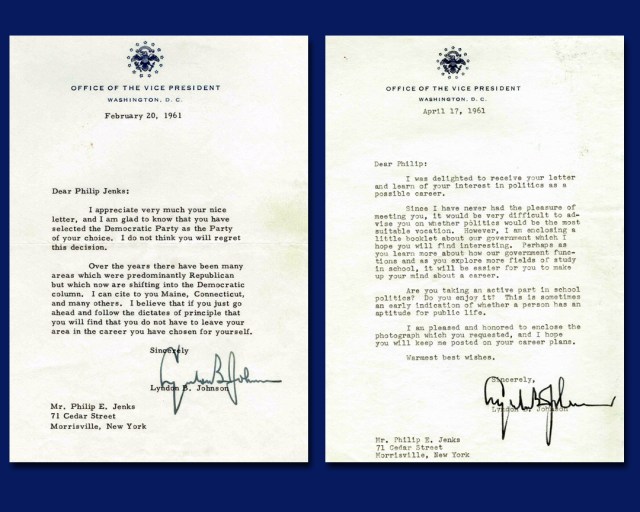 OFFICE OF THE VICE PRESIDENT
WASHINGTON, D. C.
February 20, 1961
Dear Philip Jenks:
I appreciate very much your nice
letter, and I am glad to know that you have
selected the Democratic Party as the Party
of your choice. I do not think you will regret
this decision.
Over the years there have been many
areas which were predominantly Republican
but which now are shifting into the Democratic
column. I can cite to you Maine, Connecticut,
and many others. I believe that if you just go
ahead and follow the dictates of principle that
you will find that you do not have to leave your
area in the career you have chosen for yourself.
Sincerely
Lyndon B. Johnson
Lyndon B. Johnson
Mr. Philip E. Jenks
71 Cedar Street
Morrisville, New York
OFFICE OF THE VICE PRESIDENT
WASHINGTON, D. C.
April 17, 1961
Dear Philip:
I was delighted to receive your letter
and learn of your interest in politics as a
possible career.
Since I have never had the pleasure of
meeting you, it would be very difficult to ad-
vise you on whether politics would be the most
suitable vocation. However, I am enclosing a
little booklet about our government which I
hope you will find interesting. Perhaps as
you learn more about how our government func-
tions and as you explore more fields of study
in school, it will be easier for you to make
up your mind about a career.
Are you taking an active part in school
politics? Do you enjoy it? This is sometimes
an early indication of whether a person has an
aptitude for public life.
I am pleased and honored to enclose the
photograph which you requested, and I hope
you will keep me posted on your career plans.
Warmest best wishes.
Sincerely,
Lyndon B. Johnson
Lyndon B. Johnson
Mr. Philip E. Jenks
71 Cedar Street
Morrisville, New York